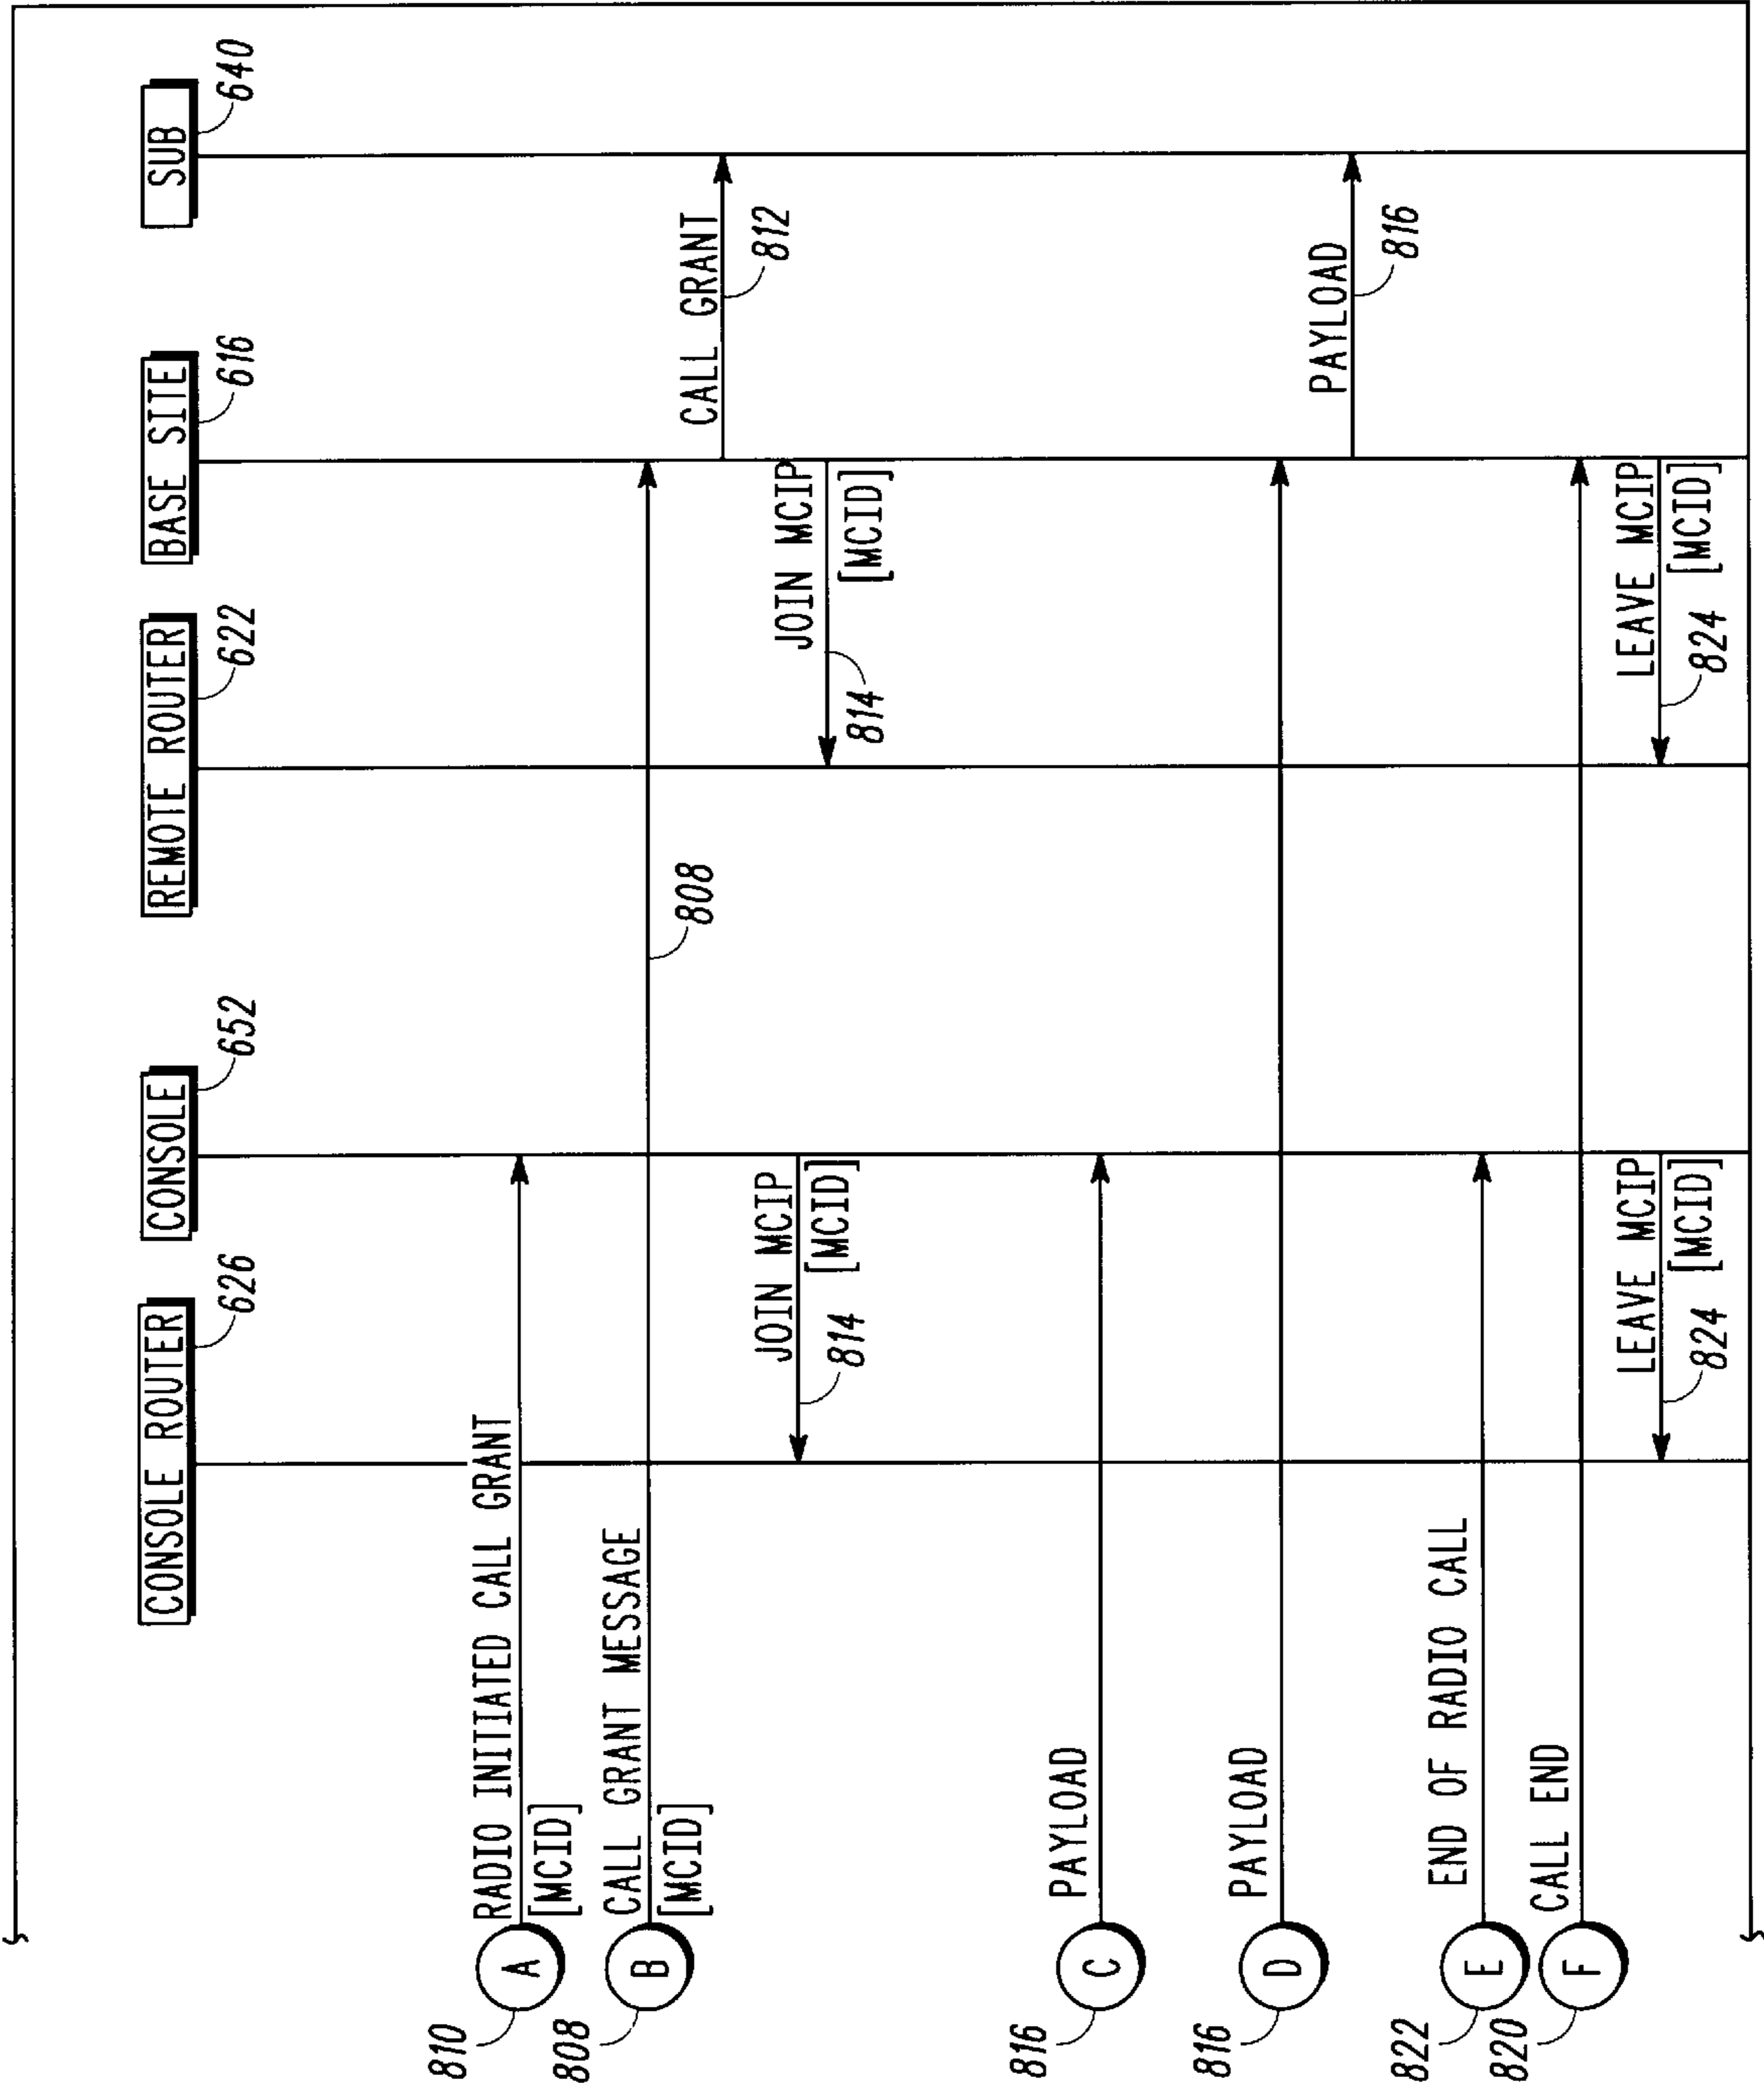 CONSOLE ROUTER
626
CONSOLE
652
REMOTE ROUTER
622
BASE SITE
616
SUB
640
810
A
RADIO INITIATED CALL GRANT
[MCID]
808
B
CALL GRANT MESSAGE
[MCID]
808
CALL GRANT
812
JOIN MCIP
[MCID]
814
JOIN MCIP
[MCID]
814
816
C
PAYLOAD
816
D
PAYLOAD
PAYLOAD
816
822
E
END OF RADIO CALL
820
F
CALL END
LEAVE MCIP
[MCID]
824
LEAVE MCIP
[MCID]
824